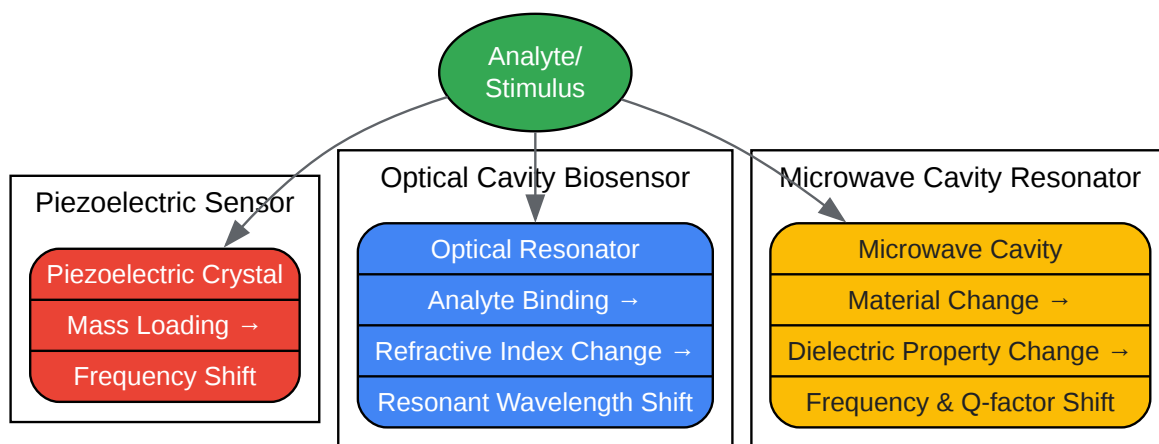 Analyte/
Stimulus
Piezoelectric Sensor
Piezoelectric Crystal
Mass Loading →
Frequency Shift
Optical Cavity Biosensor
Optical Resonator
Analyte Binding →
Refractive Index Change →
Resonant Wavelength Shift
Microwave Cavity Resonator
Microwave Cavity
Material Change →
Dielectric Property Change →
Frequency & Q-factor Shift